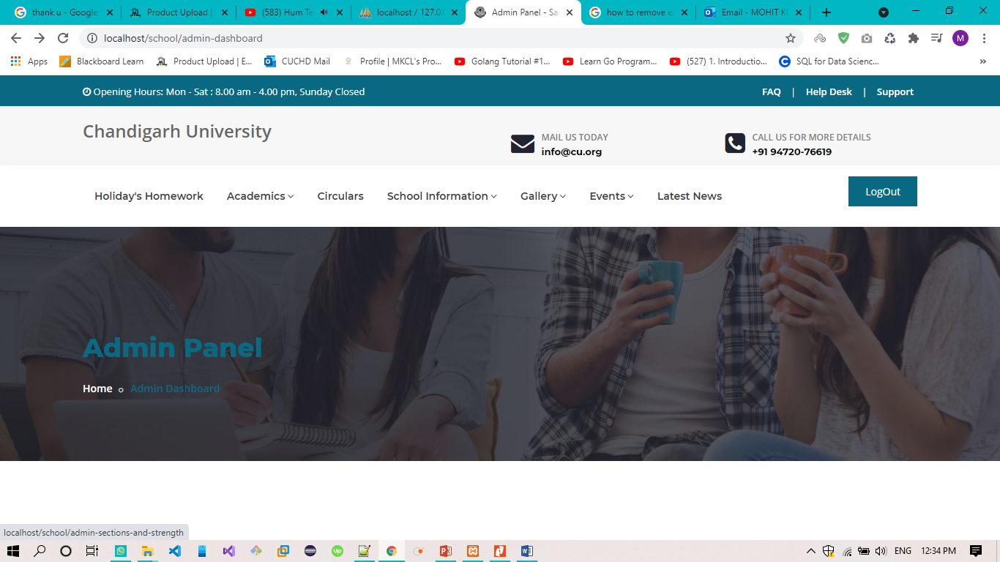 thank u - Google
Product Upload |
(583) Hum Te
localhost / 127.0.
Admin Panel - Sa
how to remove e
Email - MOHIT K
localhost/school/admin-dashboard
M
Apps
Blackboard Learn
Product Upload | E...
CUCHD Mail
Profile | MKCL's Pro...
Golang Tutorial #1...
Learn Go Program...
(527) 1. Introductio...
SQL for Data Scienc...
»
Opening Hours: Mon - Sat : 8.00 am - 4.00 pm, Sunday Closed
FAQ | Help Desk | Support
Chandigarh University
MAIL US TODAY
info@cu.org
CALL US FOR MORE DETAILS
+91 94720-76619
Holiday's Homework
Academics
Circulars
School Information
Gallery
Events
Latest News
LogOut
Admin Panel
Home
Admin Dashboard
localhost/school/admin-sections-and-strength
ENG
12:34 PM